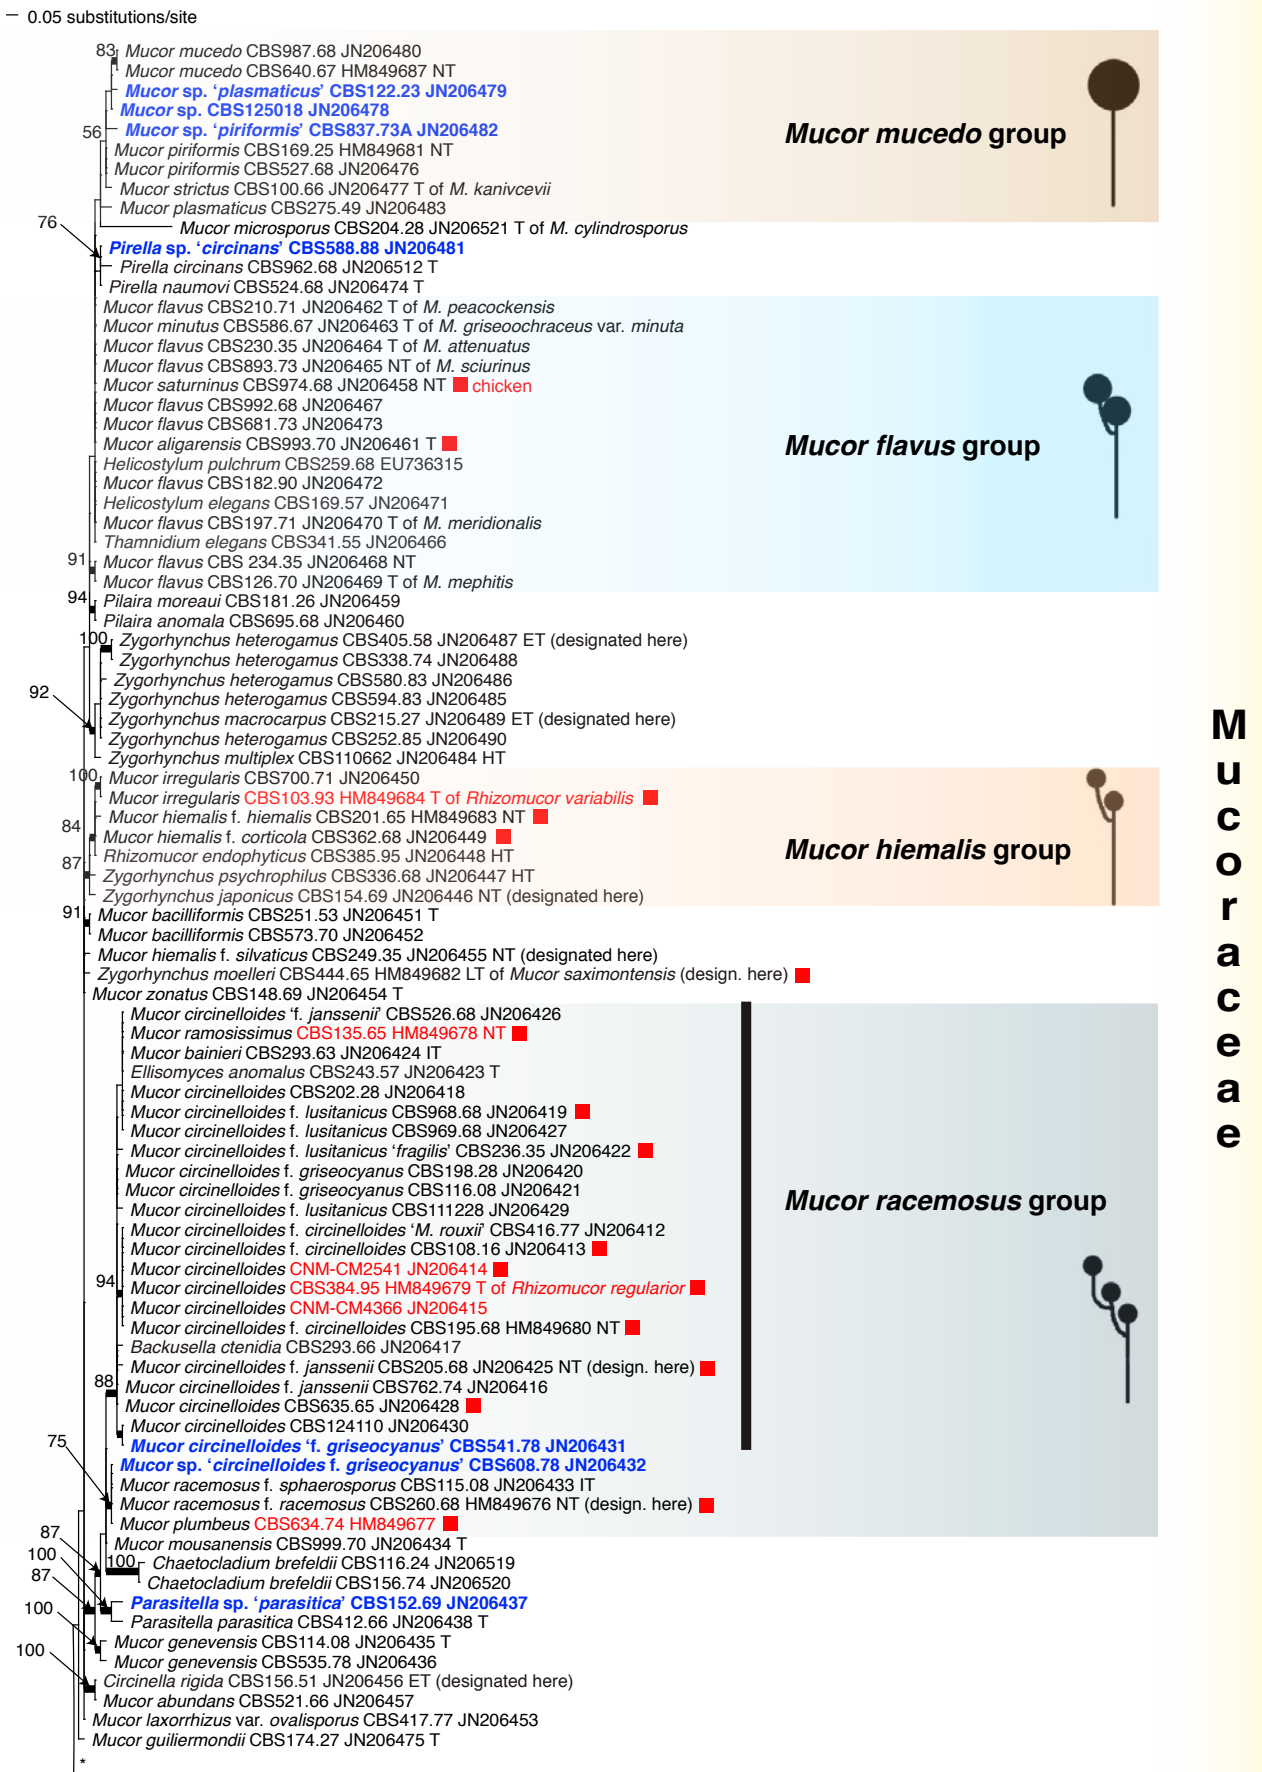 0.05 substitutions/site
83 Mucor mucedo CBS987.68 JN206480
Mucor mucedo CBS640.67 HM849687 NT
Mucor sp. ‘plasmaticus’ CBS122.23 JN206479
Mucor sp. CBS125018 JN206478
56 Mucor sp. ‘piriformis’ CBS837.73A JN206482
Mucor mucedo group
Mucor piriformis CBS169.25 HM849681 NT
Mucor piriformis CBS527.68 JN206476
Mucor strictus CBS100.66 JN206477 T of M. kanivcevii
Mucor plasmaticus CBS275.49 JN206483
76
Mucor microsporus CBS204.28 JN206521 T of M. cylindrosporus
Pirella sp. ‘circinans’ CBS588.88 JN206481
Pirella circinans CBS962.68 JN206512 T
Pirella naumovi CBS524.68 JN206474 T
Mucor flavus CBS210.71 JN206462 T of M. peacockensis
Mucor minutus CBS586.67 JN206463 T of M. griseoochraceus var. minuta
Mucor flavus CBS230.35 JN206464 T of M. attenuatus
Mucor flavus CBS893.73 JN206465 NT of M. sciurinus
Mucor saturninus CBS974.68 JN206458 NT chicken
Mucor flavus CBS992.68 JN206467
Mucor flavus CBS681.73 JN206473
Mucor aligarensis CBS993.70 JN206461 T
Mucor flavus group
Helicostylum pulchrum CBS259.68 EU736315
Mucor flavus CBS182.90 JN206472
Helicostylum elegans CBS169.57 JN206471
Mucor flavus CBS197.71 JN206470 T of M. meridionalis
Thamnidium elegans CBS341.55 JN206466
91 Mucor flavus CBS 234.35 JN206468 NT
Mucor flavus CBS126.70 JN206469 T of M. mephitis
94 Pilaira moreaui CBS181.26 JN206459
Pilaira anomala CBS695.68 JN206460
100 Zygorhynchus heterogamus CBS405.58 JN206487 ET (designated here)
Zygorhynchus heterogamus CBS338.74 JN206488
Zygorhynchus heterogamus CBS580.83 JN206486
92 Zygorhynchus heterogamus CBS594.83 JN206485
Zygorhynchus macrocarpus CBS215.27 JN206489 ET (designated here)
Zygorhynchus heterogamus CBS252.85 JN206490
Zygorhynchus multiplex CBS110662 JN206484 HT
100 Mucor irregularis CBS700.71 JN206450
Mucor irregularis CBS103.93 HM849684 T of Rhizomucor variabilis
Mucor hiemalis f. hiemalis CBS201.65 HM849683 NT
84 Mucor hiemalis f. corticola CBS362.68 JN206449
Mucor hiemalis group
87 Rhizomucor endophyticus CBS385.95 JN206448 HT
Zygorhynchus psychrophilus CBS336.68 JN206447 HT
Zygorhynchus japonicus CBS154.69 JN206446 NT (designated here)
91 Mucor bacilliformis CBS251.53 JN206451 T
Mucor bacilliformis CBS573.70 JN206452
Mucor hiemalis f. silvaticus CBS249.35 JN206455 NT (designated here)
Zygorhynchus moelleri CBS444.65 HM849682 LT of Mucor saximontensis (design. here)
Mucor zonatus CBS148.69 JN206454 T
Mucor circinelloides ‘f. janssenii’ CBS526.68 JN206426
Mucor ramosissimus CBS135.65 HM849678 NT
Mucor bainieri CBS293.63 JN206424 IT
Ellisomyces anomalus CBS243.57 JN206423 T
Mucor circinelloides CBS202.28 JN206418
Mucor circinelloides f. lusitanicus CBS968.68 JN206419
Mucor circinelloides f. lusitanicus CBS969.68 JN206427
Mucor circinelloides f. lusitanicus ‘fragilis’ CBS236.35 JN206422
Mucor circinelloides f. griseocyanus CBS198.28 JN206420
Mucor circinelloides f. griseocyanus CBS116.08 JN206421
Mucor racemosus group
Mucor circinelloides f. lusitanicus CBS111228 JN206429
Mucor circinelloides f. circinelloides ‘M. rouxii’ CBS416.77 JN206412
Mucor circinelloides f. circinelloides CBS108.16 JN206413
Mucor circinelloides CNM-CM2541 JN206414
94 Mucor circinelloides CBS384.95 HM849679 T of Rhizomucor regularior
Mucor circinelloides CNM-CM4366 JN206415
Mucor circinelloides f. circinelloides CBS195.68 HM849680 NT
Backusella ctenidia CBS293.66 JN206417
Mucor circinelloides f. janssenii CBS205.68 JN206425 NT (design. here)
88 Mucor circinelloides f. janssenii CBS762.74 JN206416
Mucor circinelloides CBS635.65 JN206428
Mucor circinelloides CBS124110 JN206430
75 Mucor circinelloides ‘f. griseocyanus’ CBS541.78 JN206431
Mucor sp. ‘circinelloides f. griseocyanus’ CBS608.78 JN206432
Mucor racemosus f. sphaerosporus CBS115.08 JN206433 IT
Mucor racemosus f. racemosus CBS260.68 HM849676 NT (design. here)
Mucor plumbeus CBS634.74 HM849677
87 Mucor mousanensis CBS999.70 JN206434 T
100 100 Chaetocladium brefeldii CBS116.24 JN206519
87 Chaetocladium brefeldii CBS156.74 JN206520
100 Parasitella sp. ‘parasitica’ CBS152.69 JN206437
Parasitella parasitica CBS412.66 JN206438 T
Mucor genevensis CBS114.08 JN206435 T
100 Mucor genevensis CBS535.78 JN206436
Circinella rigida CBS156.51 JN206456 ET (designated here)
Mucor abundans CBS521.66 JN206457
Mucor laxorrhizus var. ovalisporus CBS417.77 JN206453
Mucor guiliermondii CBS174.27 JN206475 T
*
Mucoraceae